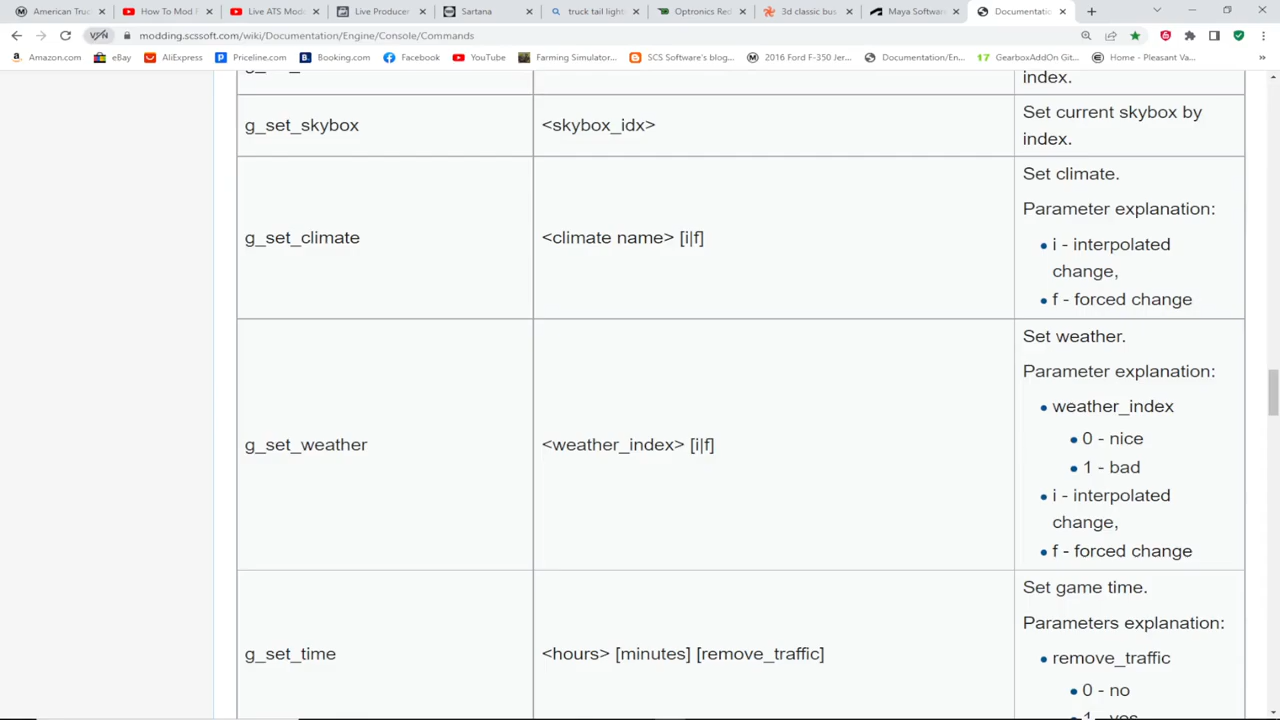 American Truc
How To Mod F
Live ATS Mode
Live Producer
Sartana
truck tail light
Optronics Red
3d classic bus
Maya Software
Documentatio
modding.scssoft.com/wiki/Documentation/Engine/Console/Commands
Amazon.com
eBay
AliExpress
Priceline.com
Booking.com
Facebook
YouTube
Farming Simulator...
SCS Software's blog...
2016 Ford F-350 Jer...
Documentation/En...
GearboxAddOn Git...
Home - Pleasant Va...
index.
g_set_skybox
<skybox_idx>
Set current skybox by
index.
g_set_climate
<climate name> [i|f]
Set climate.
Parameter explanation:
i - interpolated
change,
f - forced change
g_set_weather
<weather_index> [i|f]
Set weather.
Parameter explanation:
weather_index
0 - nice
1 - bad
i - interpolated
change,
f - forced change
g_set_time
<hours> [minutes] [remove_traffic]
Set game time.
Parameters explanation:
remove_traffic
0 - no
1 - yes